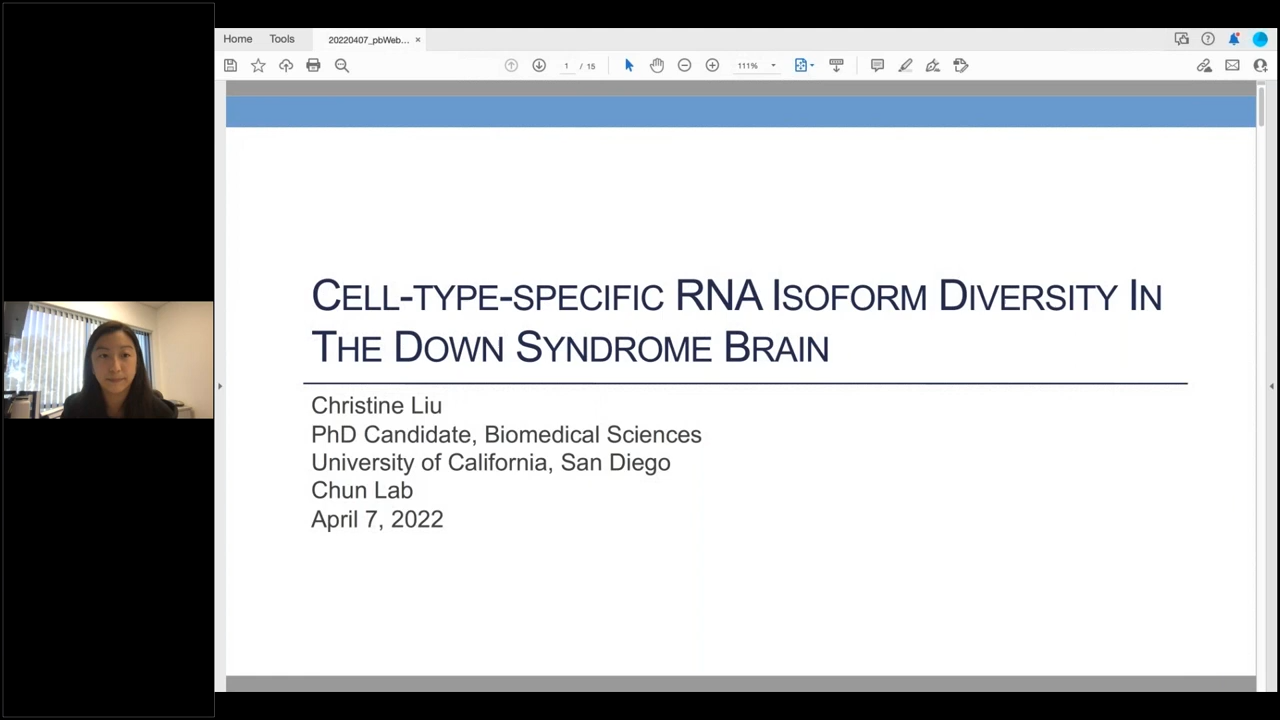 Home
Tools
20220407_pbWeb... ×
1 / 15
111%
CELL-TYPE-SPECIFIC RNA ISOFORM DIVERSITY IN
THE DOWN SYNDROME BRAIN
Christine Liu
PhD Candidate, Biomedical Sciences
University of California, San Diego
Chun Lab
April 7, 2022